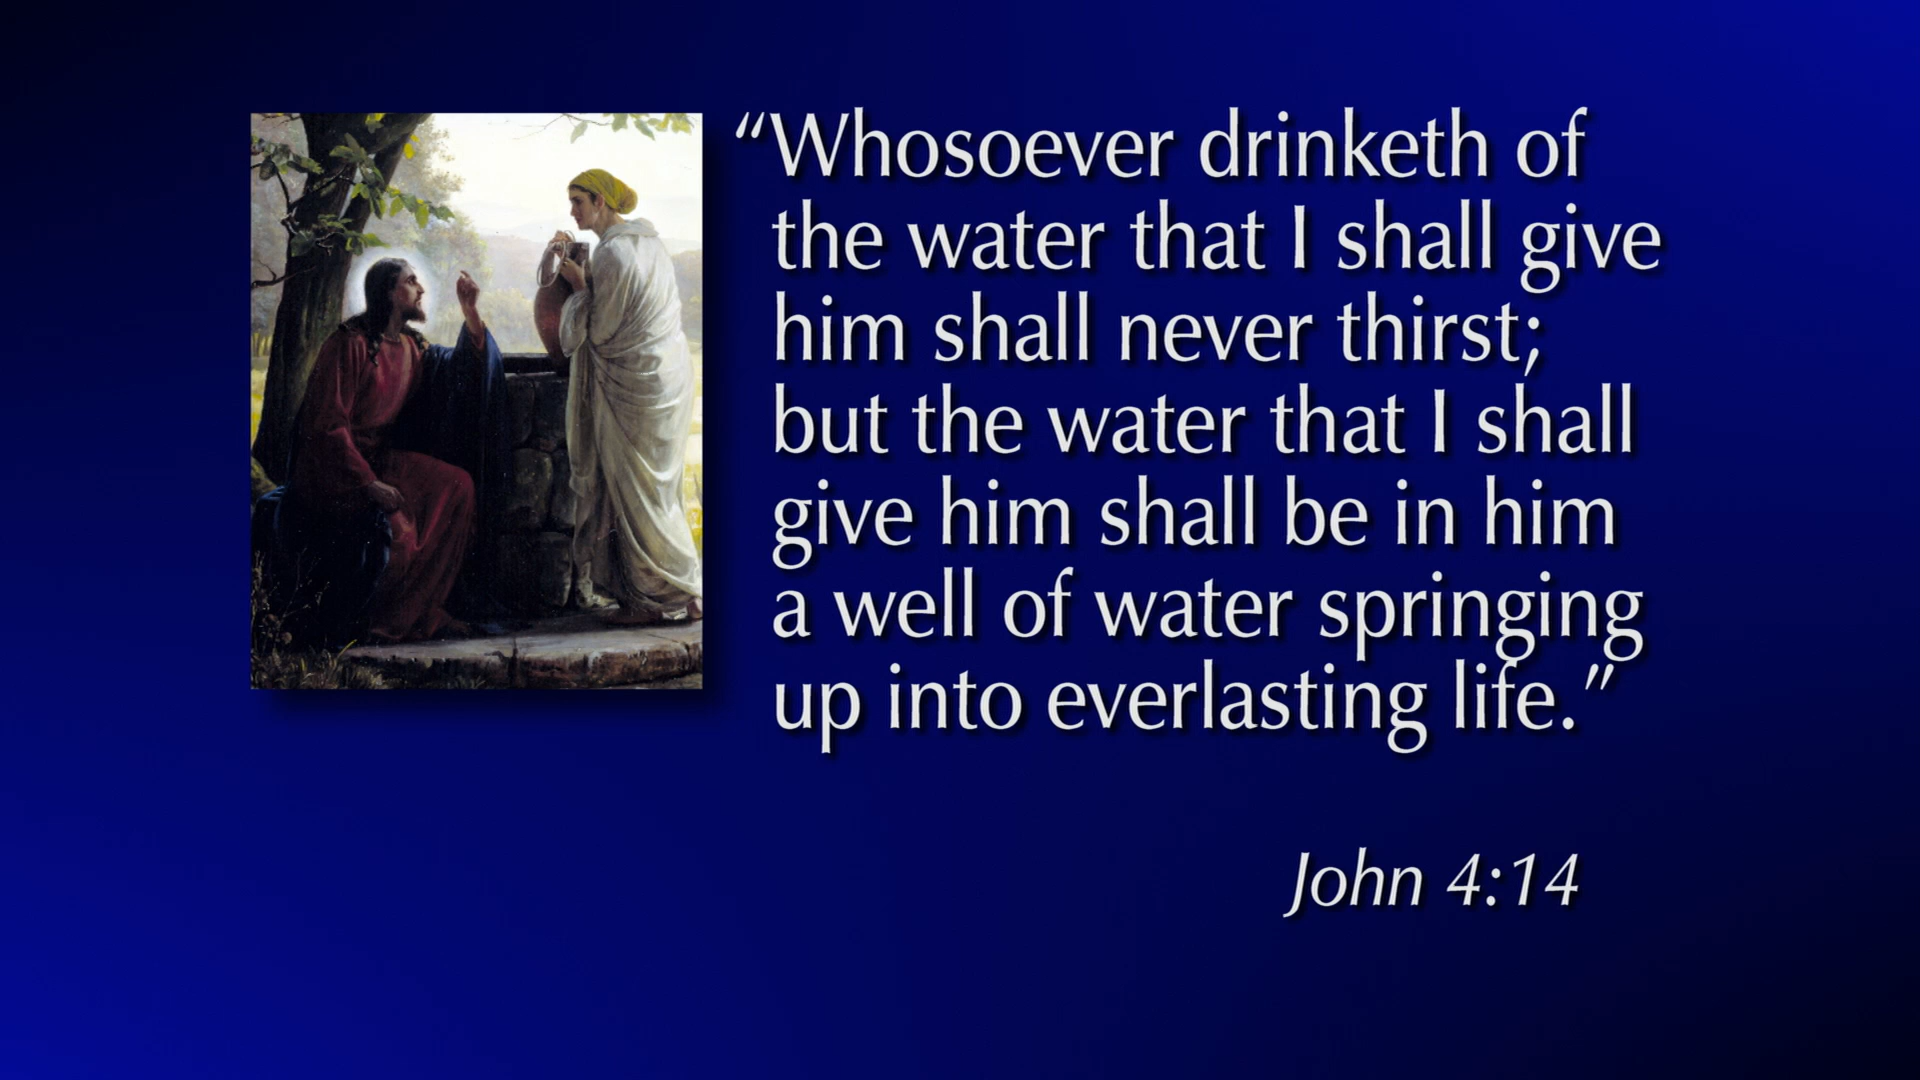 “Whosoever drinketh of
the water that I shall give
him shall never thirst;
but the water that I shall
give him shall be in him
a well of water springing
up into everlasting life.”
John 4:14